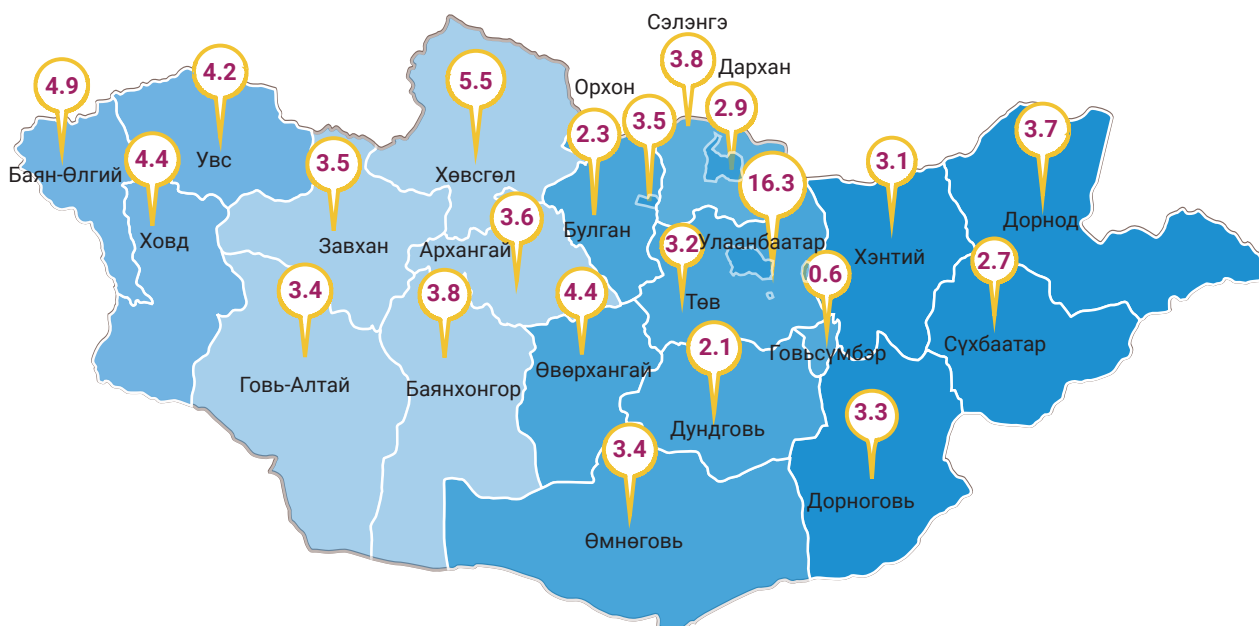 Сэлэнгэ
3.8
Дархан
2.9
Орхон
3.5
2.3
Булган
4.9
Баян-Өлгий
4.2
Увс
4.4
Ховд
5.5
Хөвсгөл
3.5
Завхан
3.6
Архангай
16.3
Улаанбаатар
3.2
Төв
3.1
Хэнтий
3.7
Дорнод
0.6
Говьсүмбэр
2.7
Сүхбаатар
3.4
Говь-Алтай
3.8
Баянхонгор
4.4
Өвөрхангай
2.1
Дундговь
3.3
Дорноговь
3.4
Өмнөговь